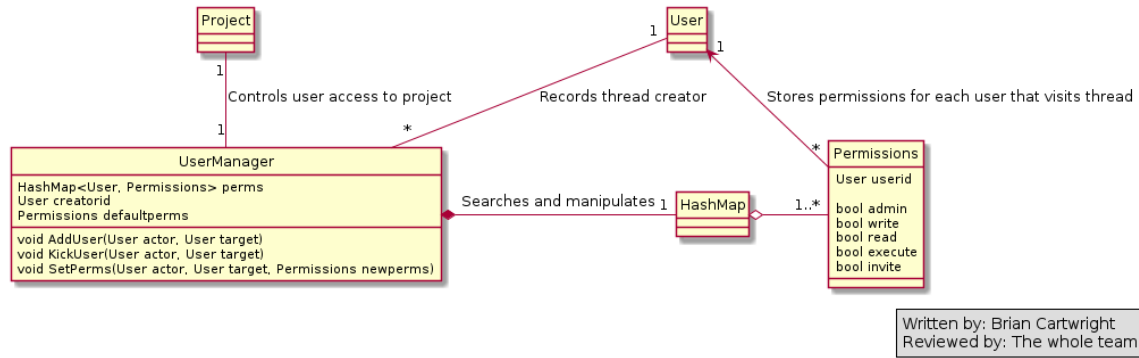 Project
User
1
1
1
Controls user access to project
Records thread creator
Stores permissions for each user that visits thread
1
*
*
UserManager
HashMap<User, Permissions> perms
User creatorid
Permissions defaultperms
void AddUser(User actor, User target)
void KickUser(User actor, User target)
void SetPerms(User actor, User target, Permissions newperms)
Searches and manipulates
1
HashMap
1..*
Permissions
User userid
bool admin
bool write
bool read
bool execute
bool invite
Written by: Brian Cartwright
Reviewed by: The whole team